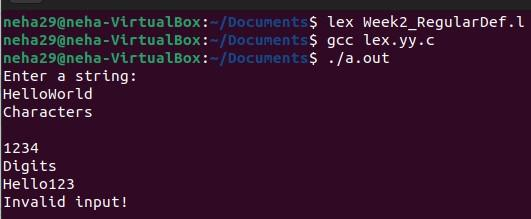 neha29@neha-VirtualBox:~/Documents$ lex Week2_RegularDef.l
neha29@neha-VirtualBox:~/Documents$ gcc lex.yy.c
neha29@neha-VirtualBox:~/Documents$ ./a.out
Enter a string:
HelloWorld
Characters

1234
Digits
Hello123
Invalid input!